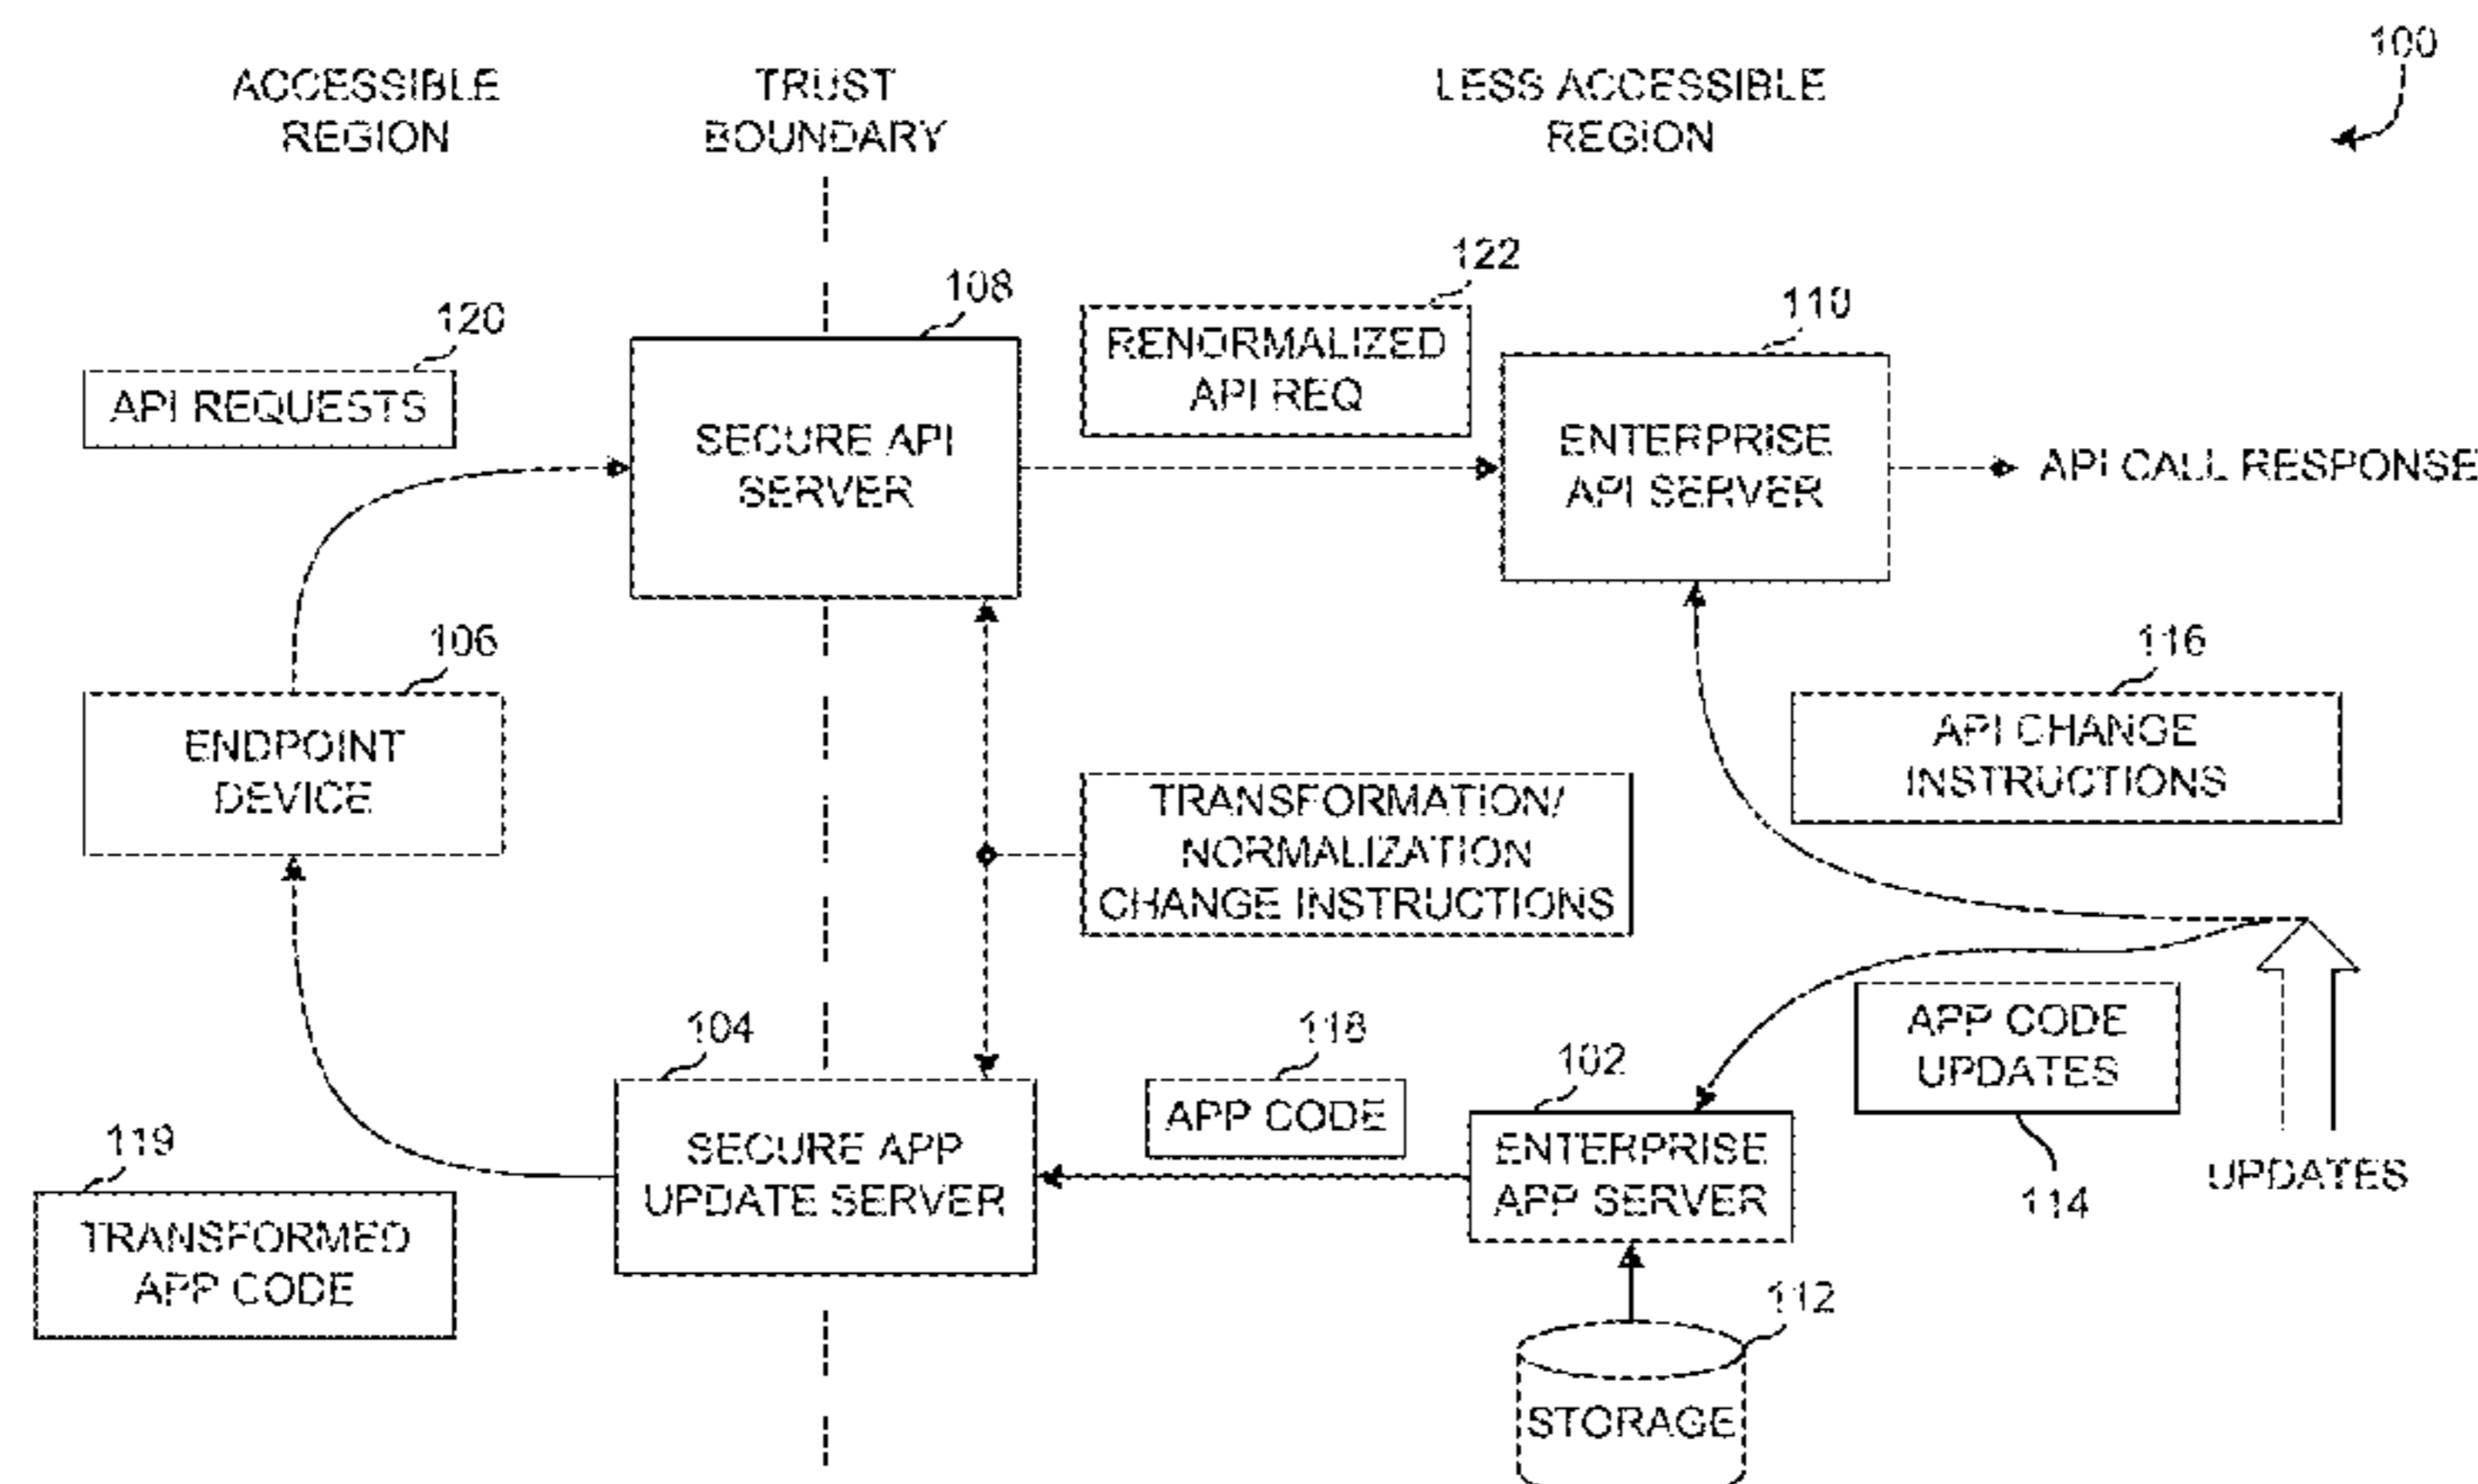 100
ACCESSIBLE
REGION
TRUST
BOUNDARY
LESS ACCESSIBLE
REGION
120
API REQUESTS
108
SECURE API
SERVER
122
RENORMALIZED
API REQ
110
ENTERPRISE
API SERVER
API CALL RESPONSE
106
ENDPOINT
DEVICE
TRANSFORMATION/
NORMALIZATION
CHANGE INSTRUCTIONS
116
API CHANGE
INSTRUCTIONS
104
SECURE APP
UPDATE SERVER
118
APP CODE
102
ENTERPRISE
APP SERVER
APP CODE
UPDATES
114
UPDATES
119
TRANSFORMED
APP CODE
112
STORAGE